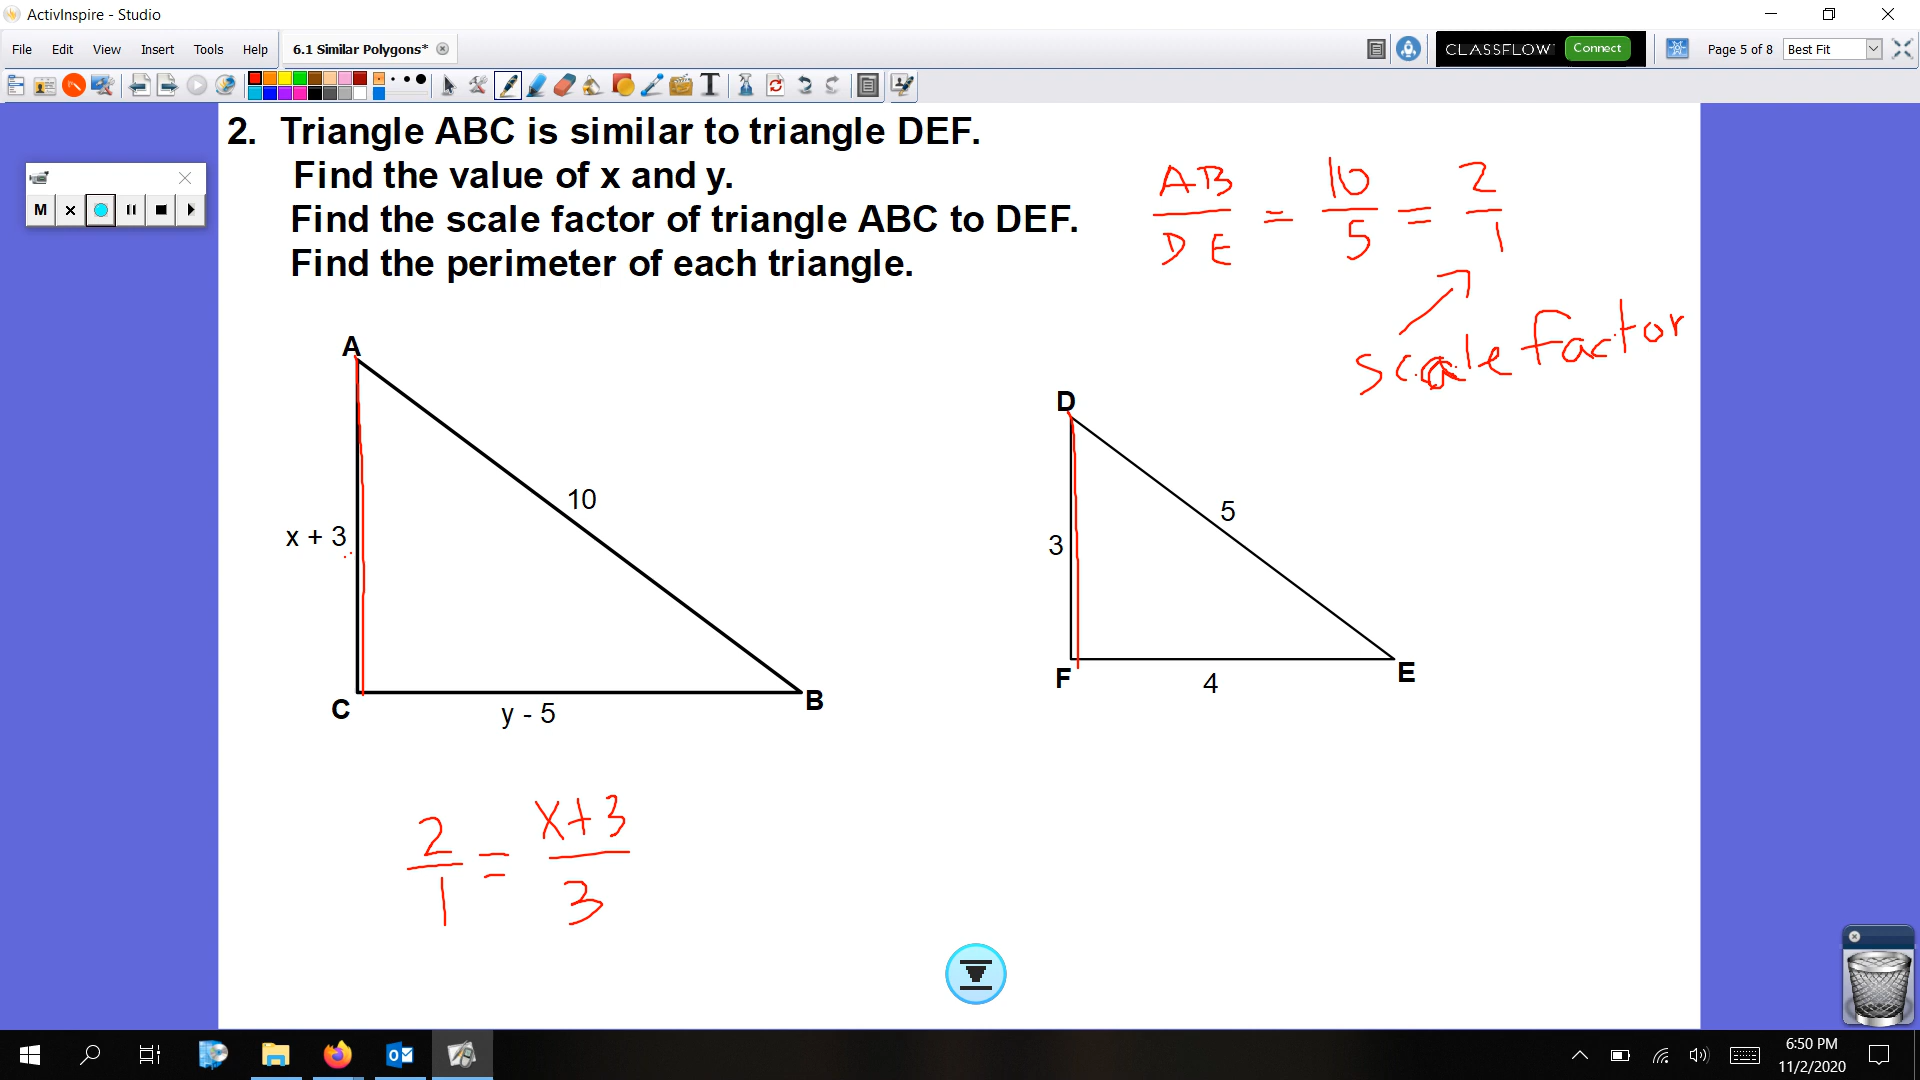 ActivInspire - Studio
File Edit View Insert Tools Help 6.1 Similar Polygons* CLASSFLOW Connect Page 5 of 8 Best Fit
T
M
2. Triangle ABC is similar to triangle DEF.
Find the value of x and y.
Find the scale factor of triangle ABC to DEF.
Find the perimeter of each triangle.
AB/DE = 10/5 = 2/1
scale factor
A
10
x + 3
C
y - 5
B
D
5
3
F
4
E
2/1 = x+3/3
6:50 PM
11/2/2020